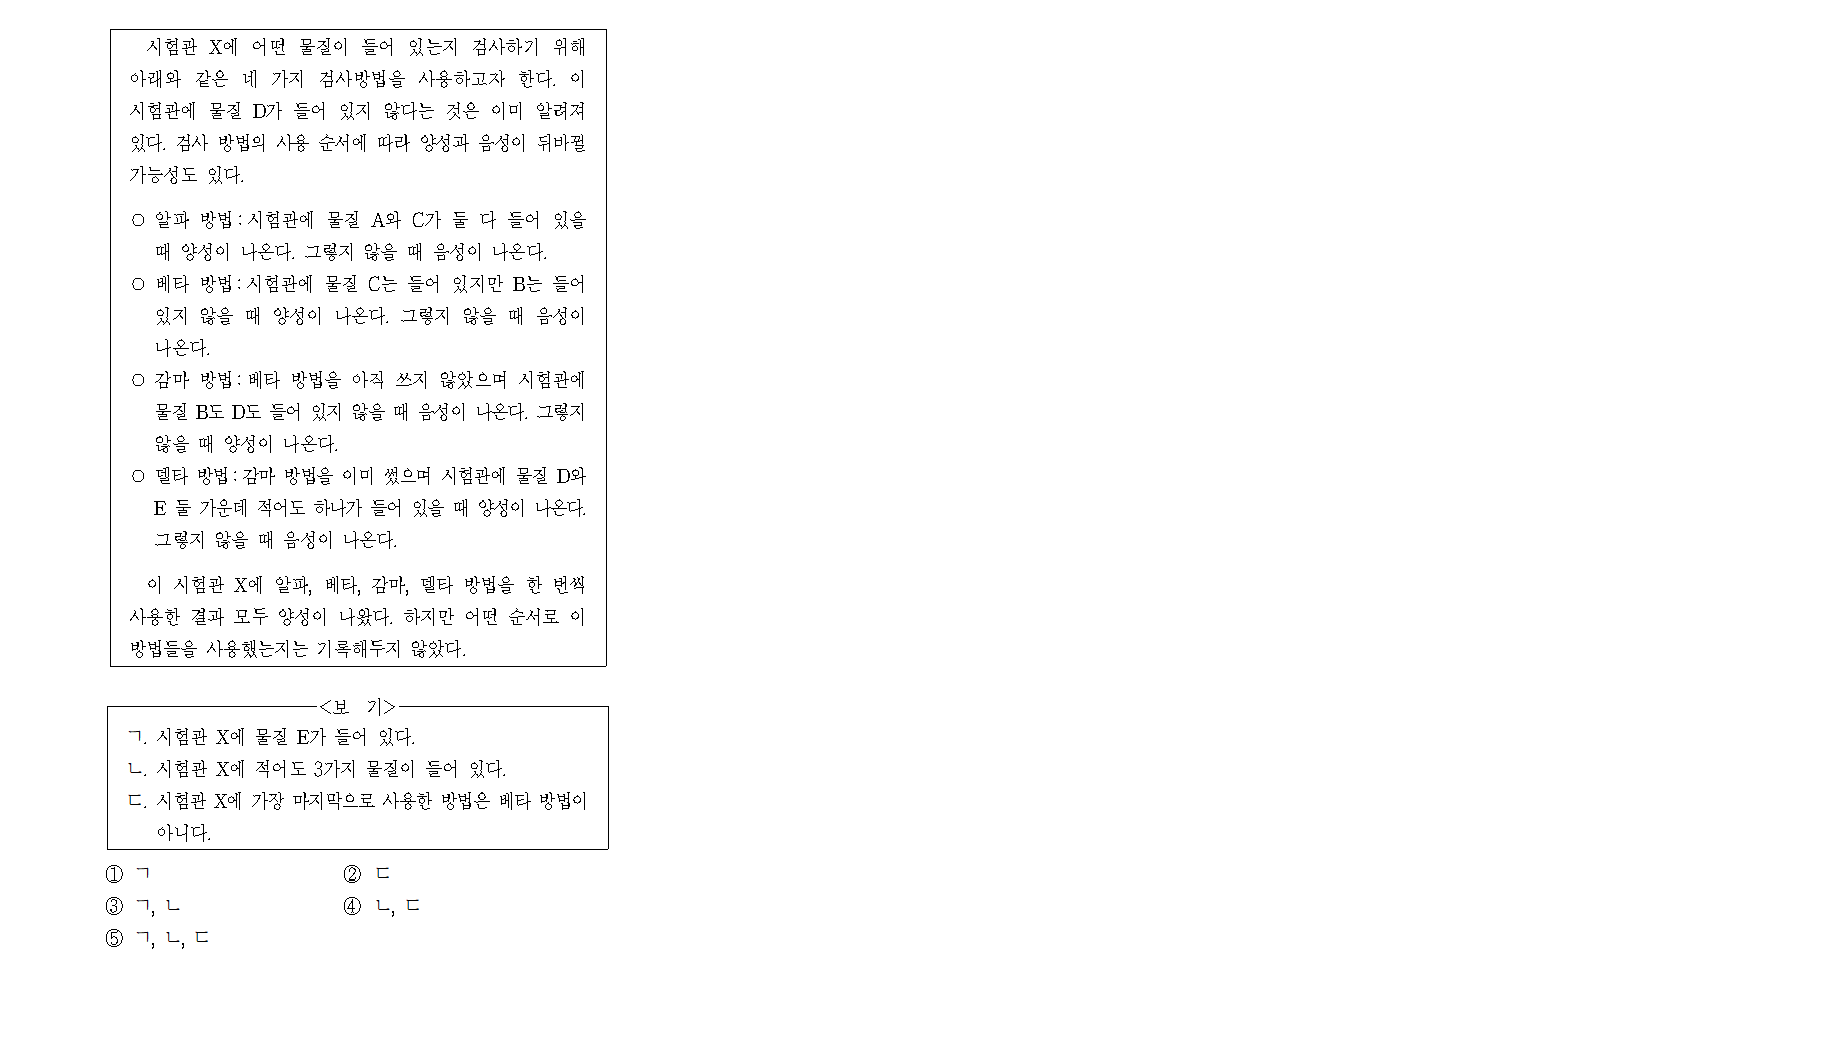 시험관 X에 어떤 물질이 들어 있는지 검사하기 위해
아래와 같은 네 가지 검사방법을 사용하고자 한다. 이
시험관에 물질 D가 들어 있지 않다는 것은 이미 알려져
있다. 검사 방법의 사용 순서에 따라 양성과 음성이 뒤바뀔
가능성도 있다.
○ 알파 방법:시험관에 물질 A와 C가 둘 다 들어 있을
때 양성이 나온다. 그렇지 않을 때 음성이 나온다.
○ 베타 방법:시험관에 물질 C는 들어 있지만 B는 들어
있지 않을 때 양성이 나온다. 그렇지 않을 때 음성이
나온다.
○ 감마 방법:베타 방법을 아직 쓰지 않았으며 시험관에
물질 B도 D도 들어 있지 않을 때 음성이 나온다. 그렇지
않을 때 양성이 나온다.
○ 델타 방법:감마 방법을 이미 썼으며 시험관에 물질 D와
E 둘 가운데 적어도 하나가 들어 있을 때 양성이 나온다.
그렇지 않을 때 음성이 나온다.
이 시험관 X에 알파, 베타, 감마, 델타 방법을 한 번씩
사용한 결과 모두 양성이 나왔다. 하지만 어떤 순서로 이
방법들을 사용했는지는 기록해두지 않았다.
<보 기>
ㄱ. 시험관 X에 물질 E가 들어 있다.
ㄴ. 시험관 X에 적어도 3가지 물질이 들어 있다.
ㄷ. 시험관 X에 가장 마지막으로 사용한 방법은 베타 방법이
아니다.
① ㄱ ② ㄷ
③ ㄱ, ㄴ ④ ㄴ, ㄷ
⑤ ㄱ, ㄴ, ㄷ